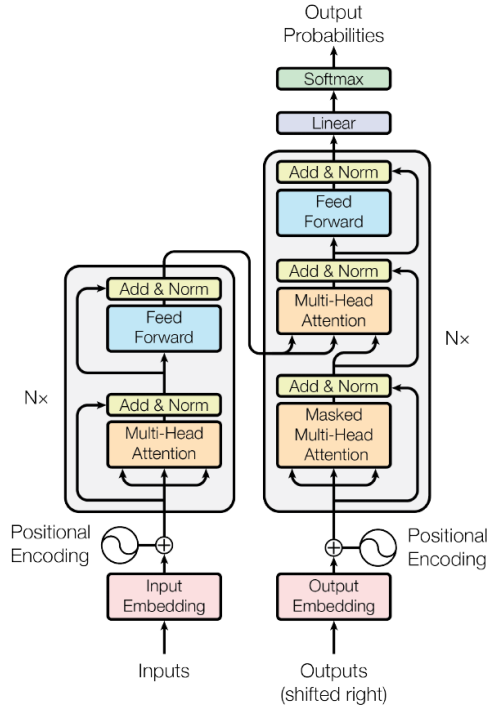 Output
Probabilities
Softmax
Linear
Add & Norm
Feed
Forward
Add & Norm
Multi-Head
Attention
Add & Norm
Masked
Multi-Head
Attention
Nx
Add & Norm
Feed
Forward
Add & Norm
Multi-Head
Attention
N×
Positional
Encoding
Positional
Encoding
Input
Embedding
Output
Embedding
Inputs
Outputs
(shifted right)